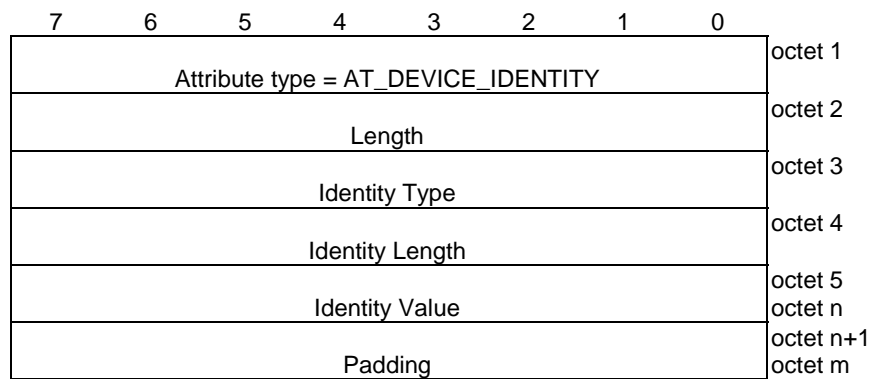 7 6 5 4 3 2 1 0
octet 1
Attribute type = AT_DEVICE_IDENTITY
octet 2
Length
octet 3
Identity Type
octet 4
Identity Length
octet 5
Identity Value octet n
octet n+1
Padding octet m